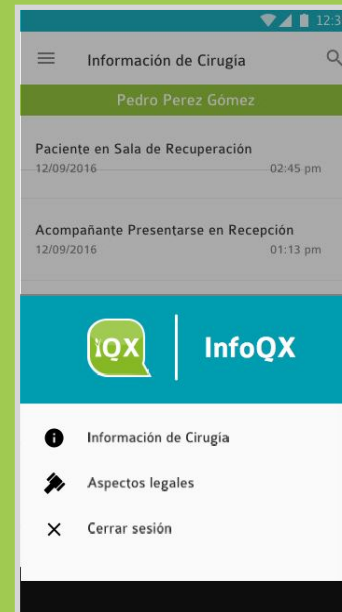 12:3
Información de Cirugía
Pedro Perez Gómez
Paciente en Sala de Recuperación
12/09/2016 02:45 pm
Acompañante Presentarse en Recepción
12/09/2016 01:13 pm
iQX InfoQX
Información de Cirugía
Aspectos legales
Cerrar sesión